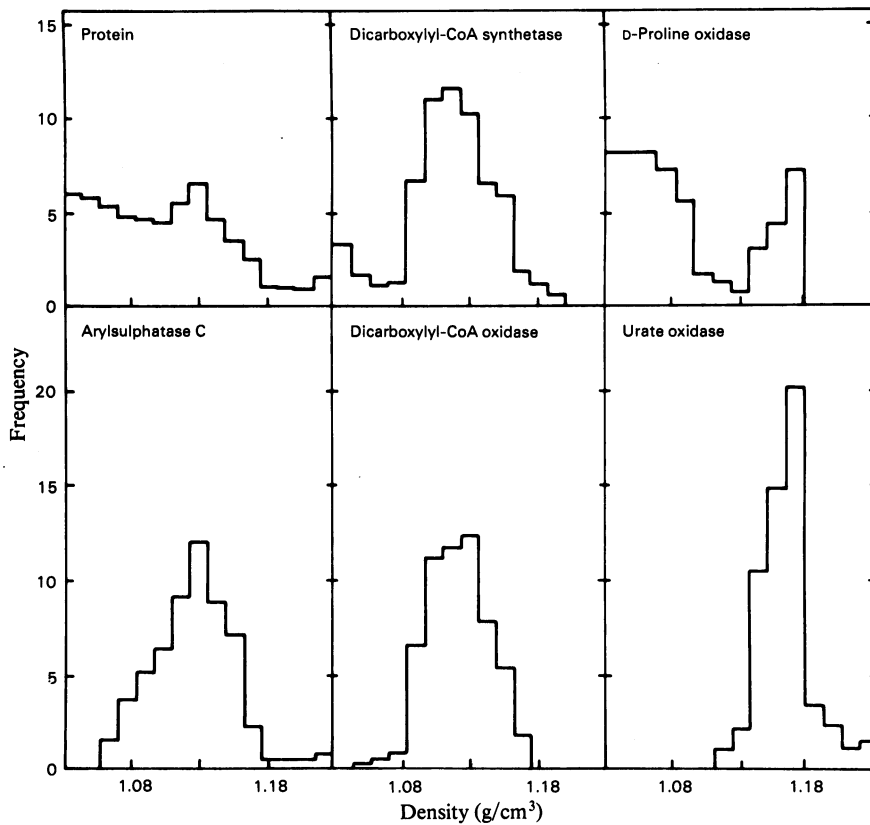 15
Protein
Dicarboxylyl-CoA synthetase
D-Proline oxidase
10
5
0
Arylsulphatase C
Dicarboxylyl-CoA oxidase
Urate oxidase
20
15
10
5
0
Frequency
1.08
1.18
1.08
1.18
1.08
1.18
Density (g/cm³)